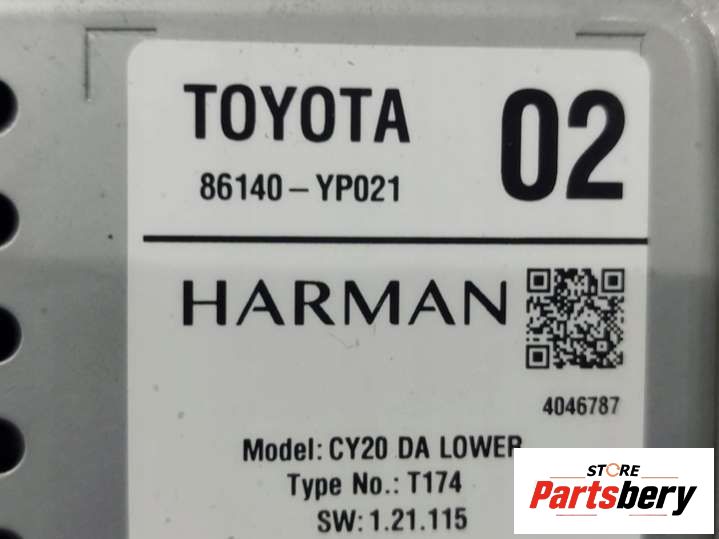 TOYOTA 02
86140-YP021
HARMAN
4046787
Model: CY20 DA LOWER
Type No.: T174
SW: 1.21.115
STORE
Partsbery